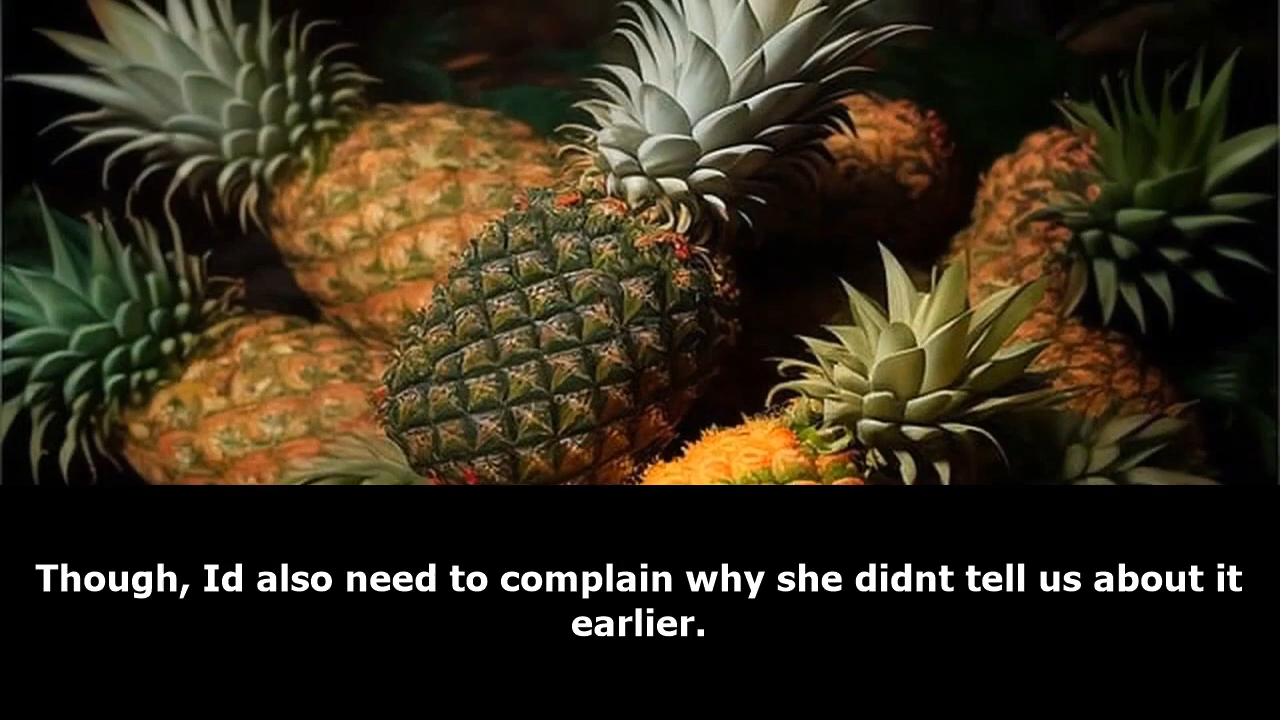 Though, Id also need to complain why she didnt tell us about it
earlier.